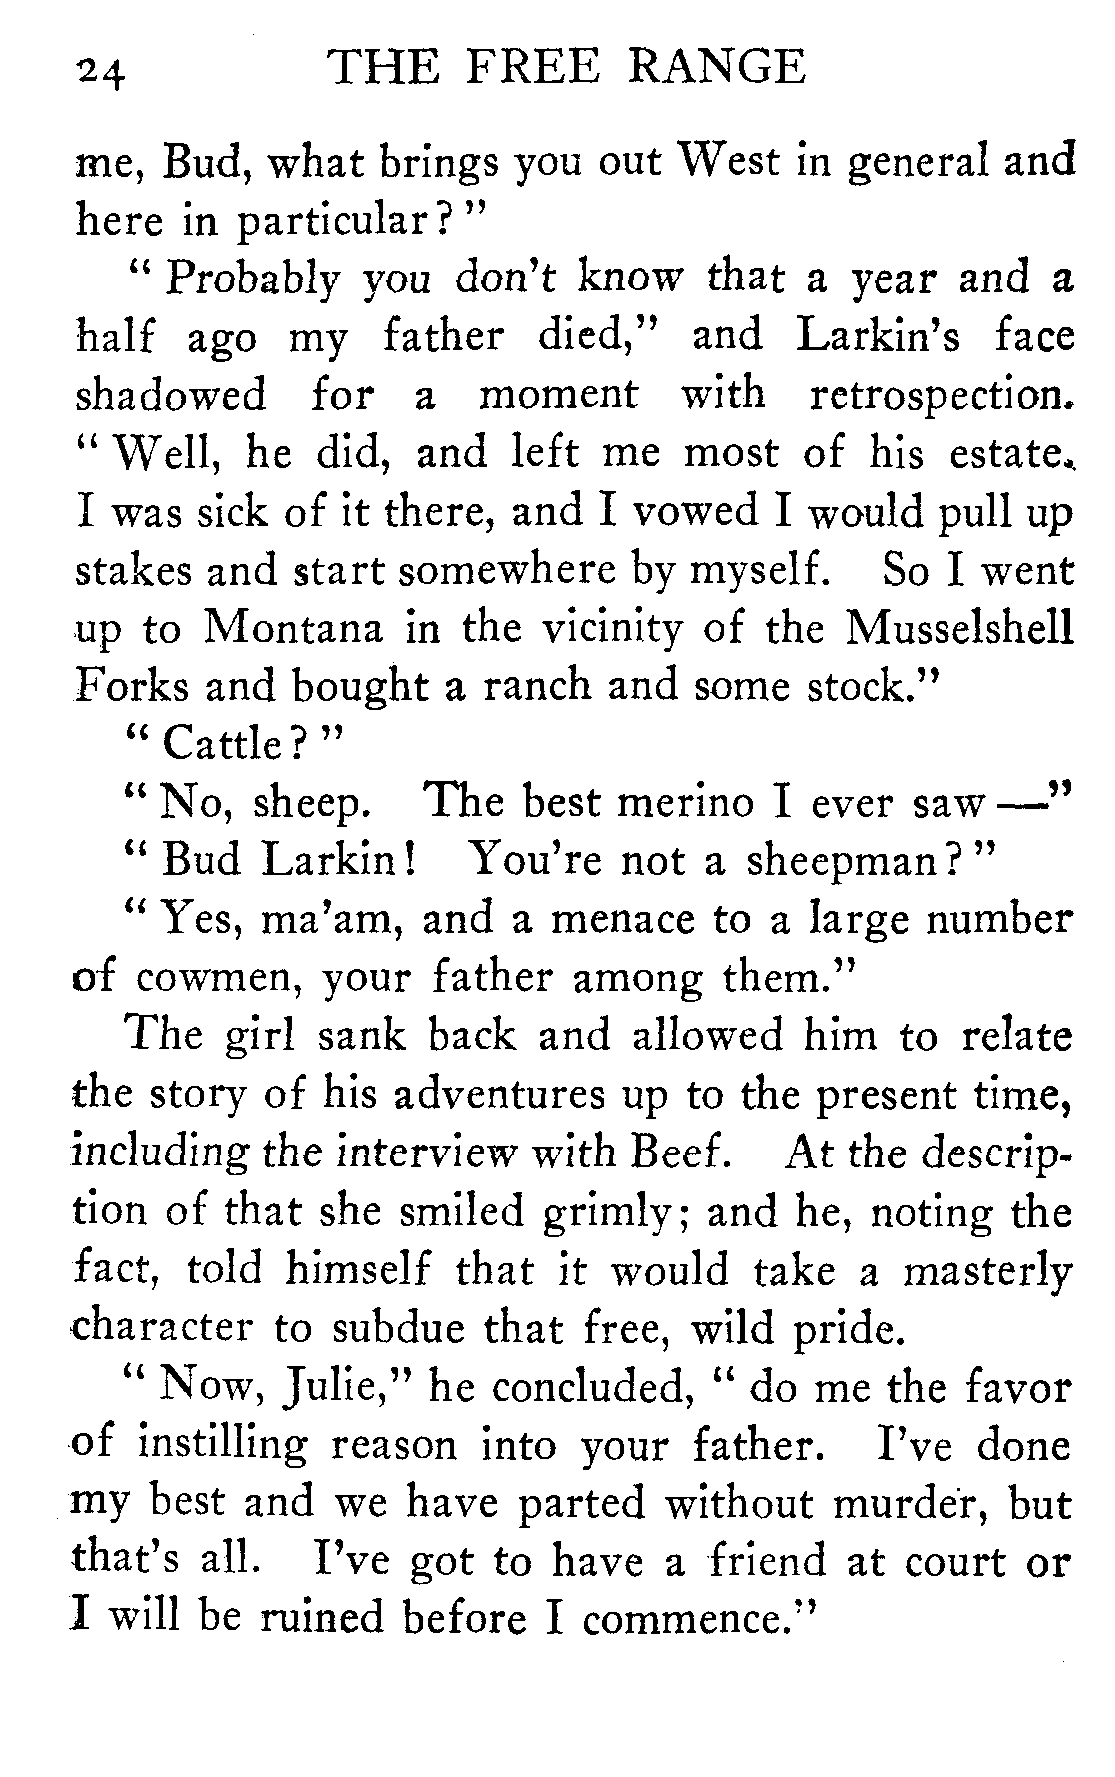 24 THE FREE RANGE
me, Bud, what brings you out West in general and
here in particular?"
"Probably you don't know that a year and a
half ago my father died," and Larkin's face
shadowed for a moment with retrospection.
"Well, he did, and left me most of his estate.
I was sick of it there, and I vowed I would pull up
stakes and start somewhere by myself. So I went
up to Montana in the vicinity of the Musselshell
Forks and bought a ranch and some stock."
"Cattle?"
"No, sheep. The best merino I ever saw—"
"Bud Larkin! You're not a sheepman?"
"Yes, ma'am, and a menace to a large number
of cowmen, your father among them."
The girl sank back and allowed him to relate
the story of his adventures up to the present time,
including the interview with Beef. At the descrip-
tion of that she smiled grimly; and he, noting the
fact, told himself that it would take a masterly
character to subdue that free, wild pride.
"Now, Julie," he concluded, "do me the favor
of instilling reason into your father. I've done
my best and we have parted without murder, but
that's all. I've got to have a friend at court or
I will be ruined before I commence."